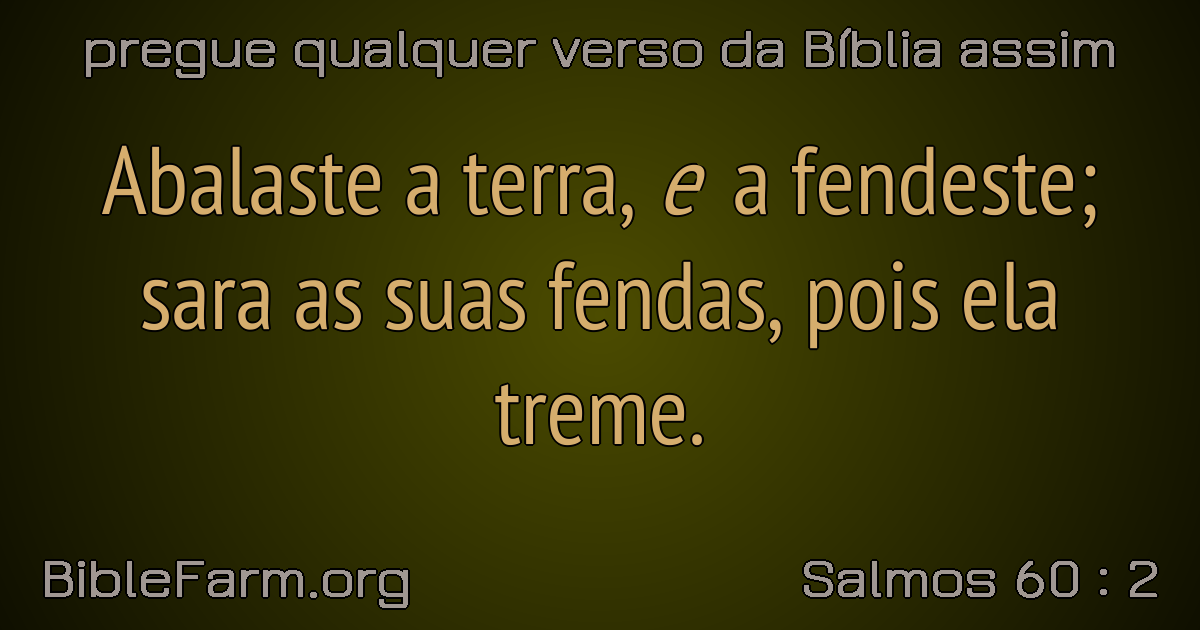 pregue qualquer verso da Bíblia assim
Abalaste a terra, e a fendeste;
sara as suas fendas, pois ela
treme.
BibleFarm.org
Salmos 60 : 2